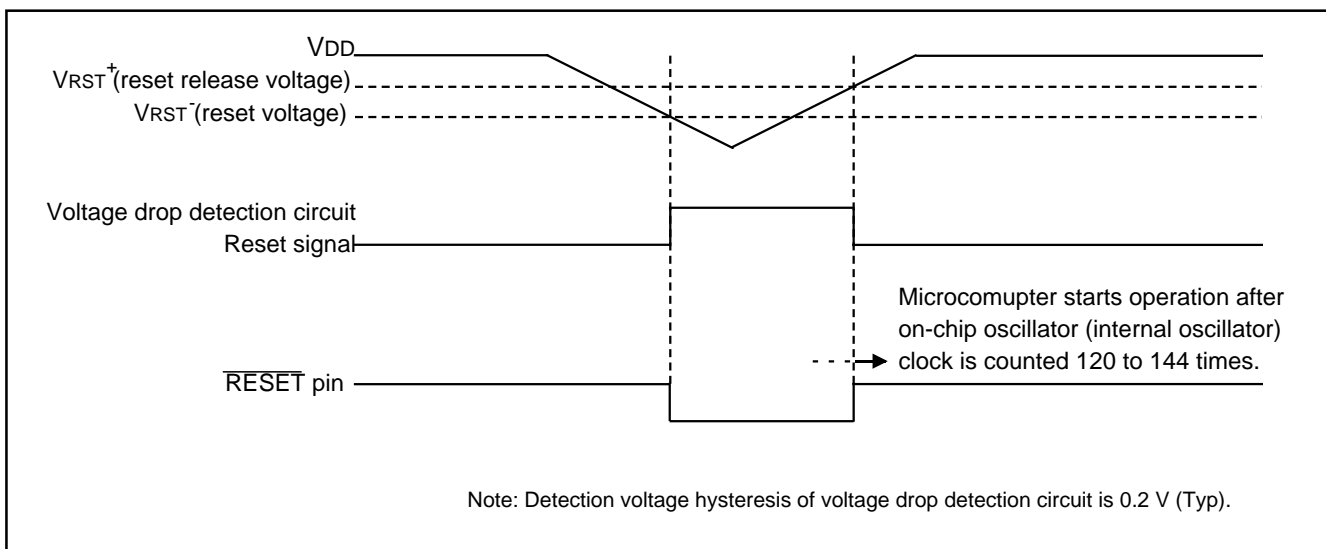 VDD
VRST+(reset release voltage)
VRST-(reset voltage)
Voltage drop detection circuit
Reset signal
Microcomupter starts operation after
on-chip oscillator (internal oscillator)
clock is counted 120 to 144 times.
RESET pin
Note: Detection voltage hysteresis of voltage drop detection circuit is 0.2 V (Typ).